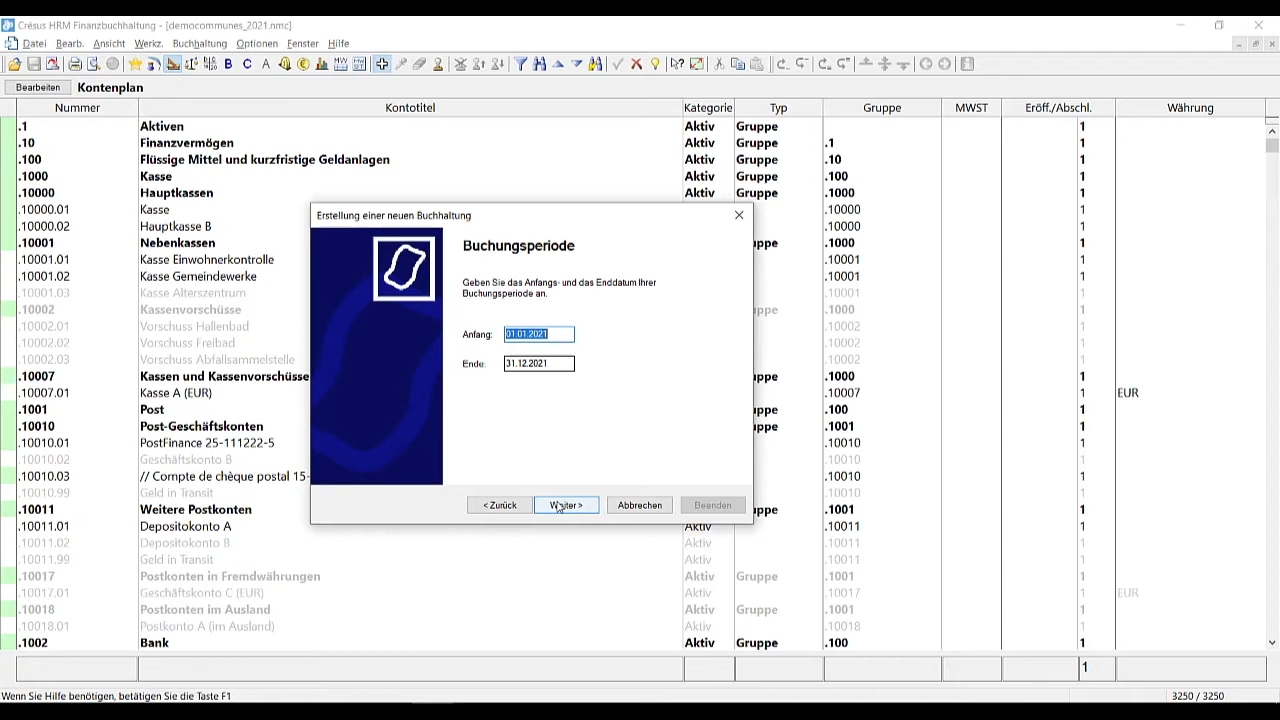 Crésus HRM Finanzbuchhaltung - [democommunes_2021.nmc]
Datei Bearb. Ansicht Werkz. Buchhaltung Optionen Fenster Hilfe
Bearbeiten Kontenplan
Nummer Kontotitel Kategorie Typ Gruppe MWST Eröff./Abschl. Währung
.1 Aktiven Aktiv Gruppe 1
.10 Finanzvermögen Aktiv Gruppe .1 1
.100 Flüssige Mittel und kurzfristige Geldanlagen Aktiv Gruppe .10 1
.1000 Kasse Aktiv Gruppe .100 1
.10000 Hauptkassen Aktiv Gruppe .1000 1
.10000.01 Kasse .10000 1
.10000.02 Hauptkasse B .10000 1
.10001 Nebenkassen uppe .1000 1
.10001.01 Kasse Einwohnerkontrolle .10001 1
.10001.02 Kasse Gemeindewerke .10001 1
.10001.03 Kasse Alterszentrum .10001 1
.10002 Kassenvorschüsse uppe .1000 1
.10002.01 Vorschuss Hallenbad .10002 1
.10002.02 Vorschuss Freibad .10002 1
.10002.03 Vorschuss Abfallsammelstelle .10002 1
.10007 Kassen und Kassenvorschüsse uppe .1000 1
.10007.01 Kasse A (EUR) .10007 1 EUR
.1001 Post uppe .100 1
.10010 Post-Geschäftskonten uppe .1001 1
.10010.01 PostFinance 25-111222-5 .10010 1
.10010.02 Geschäftskonto B .10010 1
.10010.03 // Compte de chèque postal 15- .10010 1
.10010.99 Geld in Transit .10010 1
.10011 Weitere Postkonten uppe .1001 1
.10011.01 Depositokonto A Aktiv .10011 1
.10011.02 Depositokonto B Aktiv .10011 1
.10011.99 Geld in Transit Aktiv .10011 1
.10017 Postkonten in Fremdwährungen Aktiv Gruppe .1001 1
.10017.01 Geschäftskonto C (EUR) Aktiv .10017 1 EUR
.10018 Postkonten im Ausland Aktiv Gruppe .1001 1
.10018.01 Postkonto A (im Ausland) Aktiv .10018 1
.1002 Bank Aktiv Gruppe .100 1
1
Erstellung einer neuen Buchhaltung
Buchungsperiode
Geben Sie das Anfangs- und das Enddatum Ihrer
Buchungsperiode an.
Anfang: 01.01.2021
Ende: 31.12.2021
< Zurück Weiter > Abbrechen Beenden
Wenn Sie Hilfe benötigen, betätigen Sie die Taste F1 3250 / 3250